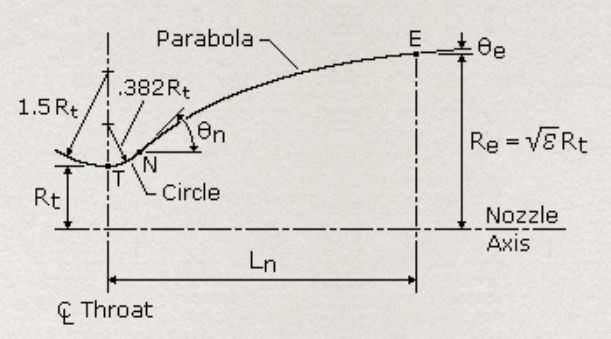 Parabola
E
θe
1.5Rt
.382Rt
θn
Re = √ε Rt
T
N
Circle
Rt
Nozzle
Axis
Ln
℄ Throat